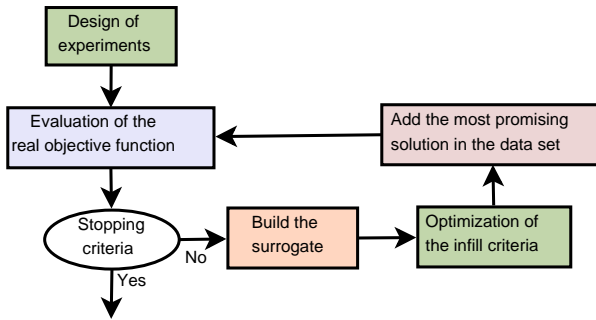 Design of
experiments
Evaluation of the
real objective function
Add the most promising
solution in the data set
Stopping
criteria
No
Yes
Build the
surrogate
Optimization of
the infill criteria